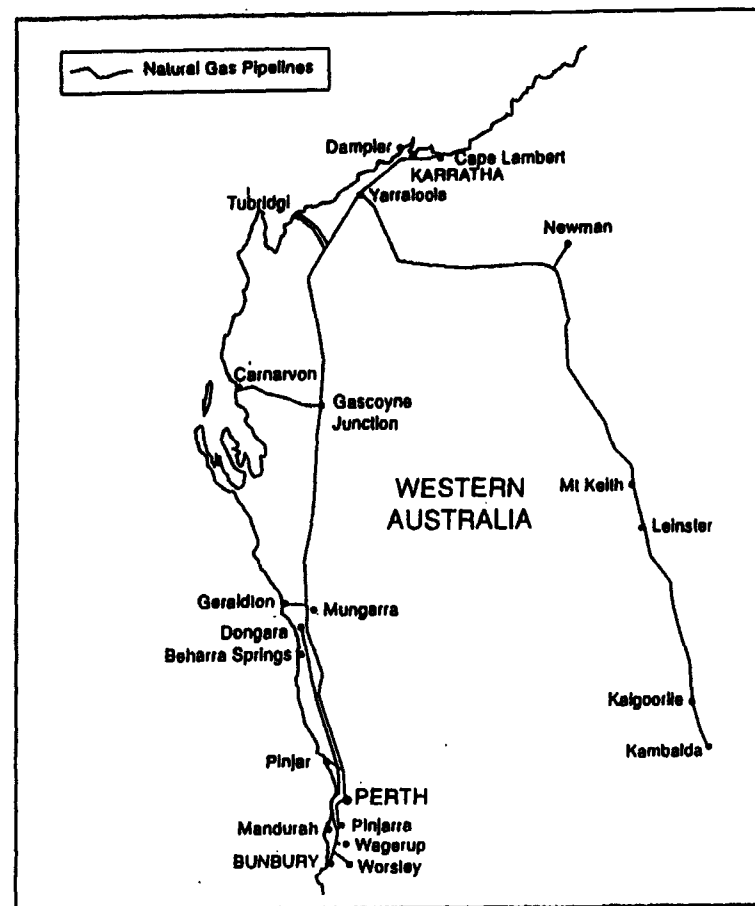 Natural Gas Pipelines
Dampier
Cape Lambert
KARRATHA
Yarraloola
Tubridgi
Newman
Carnarvon
Gascoyne
Junction
WESTERN
AUSTRALIA
Mt Keith
Leinster
Geraldton
Mungarra
Dongara
Beharra Springs
Kalgoorlie
Kambalda
Pinjar
PERTH
Mandurah
Pinjarra
Wagerup
BUNBURY
Worsley